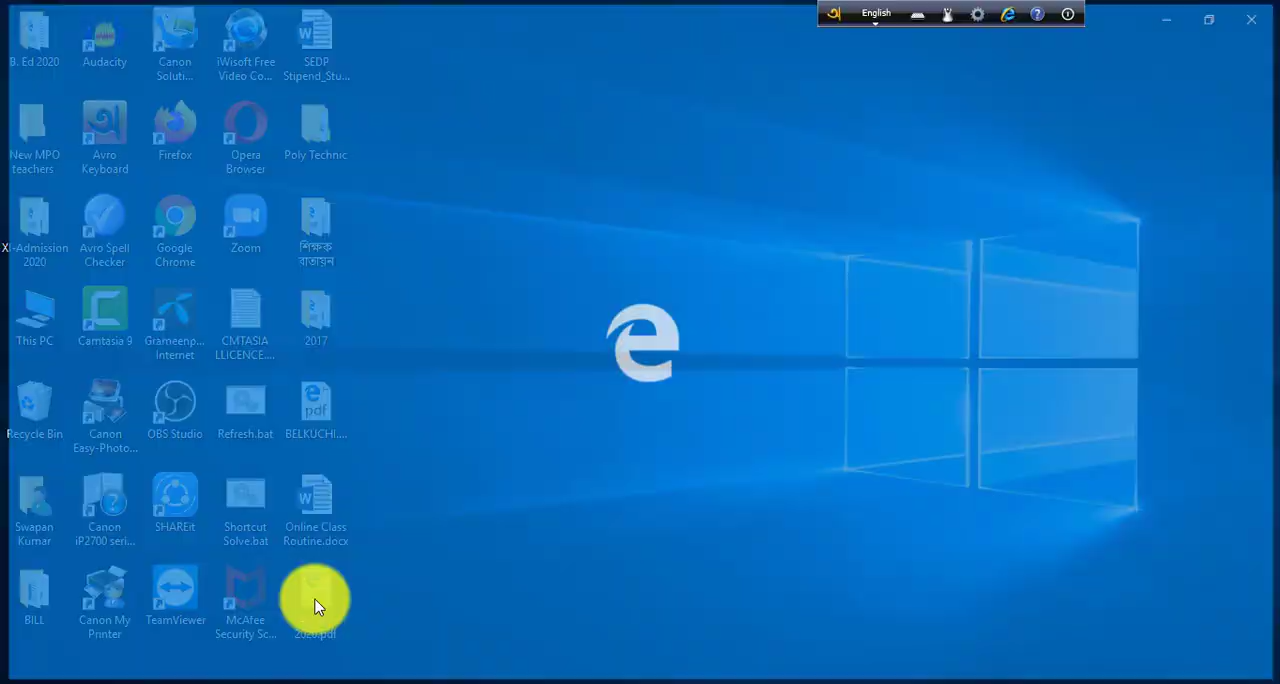 English
B. Ed 2020
Audacity
Canon
Soluti...
iWisoft Free
Video Co...
SEDP
Stipend_Stu...
New MPO
teachers
Avro
Keyboard
Firefox
Opera
Browser
Poly Technic
XI-Admission
2020
Avro Spell
Checker
Google
Chrome
Zoom
শিক্ষক
বাতায়ন
This PC
Camtasia 9
Grameenp...
Internet
CMTASIA
LLICENCE....
2017
Recycle Bin
Canon
Easy-Photo...
OBS Studio
Refresh.bat
pdf
BELKUCHI....
Swapan
Kumar
Canon
iP2700 seri...
SHAREit
Shortcut
Solve.bat
Online Class
Routine.docx
BILL
Canon My
Printer
TeamViewer
McAfee
Security Sc...
2020.pdf